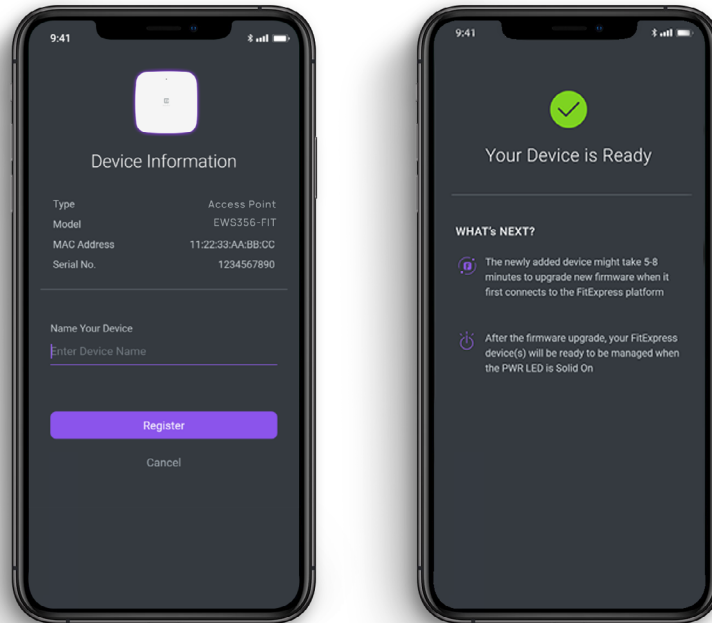 9:41
Device Information
Type Access Point
Model EWS356-FIT
MAC Address 11:22:33:AA:BB:CC
Serial No. 1234567890
Name Your Device
Enter Device Name
Register
Cancel
9:41
Your Device is Ready
WHAT's NEXT?
The newly added device might take 5-8
minutes to upgrade new firmware when it
first connects to the FitExpress platform
After the firmware upgrade, your FitExpress
device(s) will be ready to be managed when
the PWR LED is Solid On